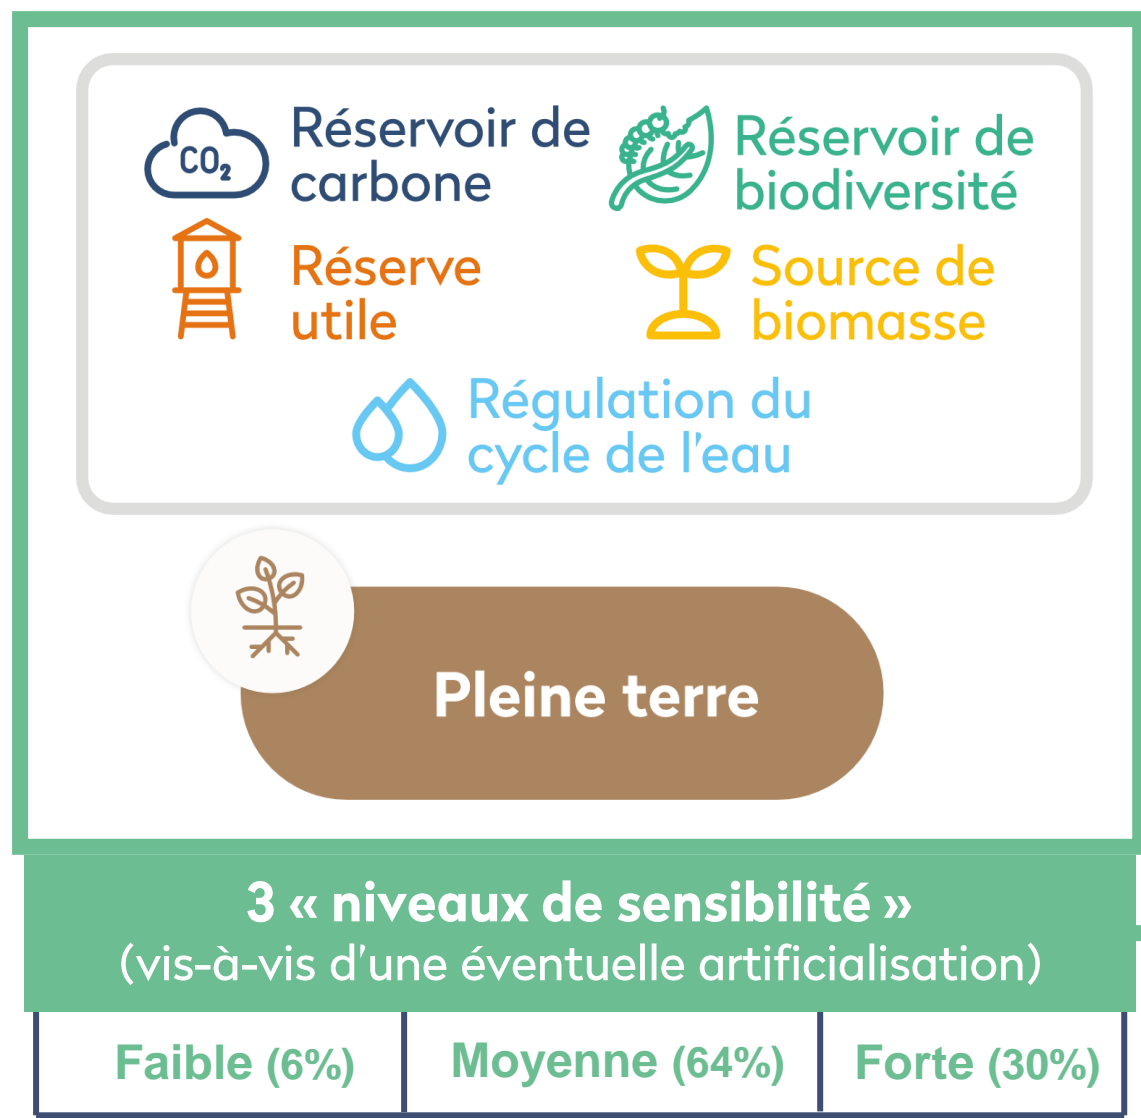 CO₂
Réservoir de
carbone
Réservoir de
biodiversité
Réserve
utile
Source de
biomasse
Régulation du
cycle de l’eau
Pleine terre
3 « niveaux de sensibilité »
(vis-à-vis d’une éventuelle artificialisation)
Faible (6%)
Moyenne (64%)
Forte (30%)